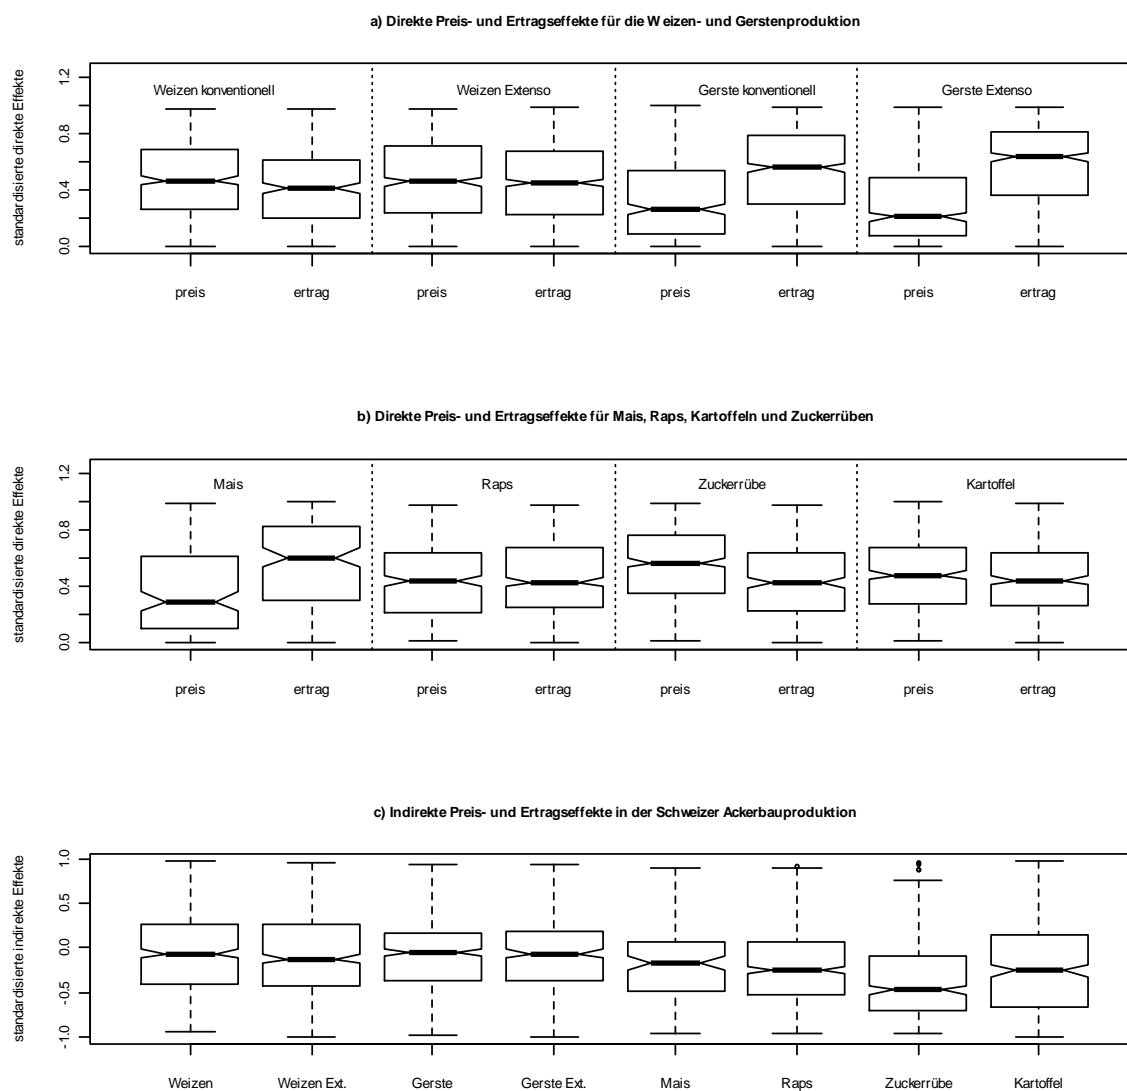 a) Direkte Preis- und Ertragseffekte für die Weizen- und Gerstenproduktion
standardisierte direkte Effekte
1.2
0.8
0.4
0.0
Weizen konventionell Weizen Extenso Gerste konventionell Gerste Extenso
preis ertrag preis ertrag preis ertrag preis ertrag
b) Direkte Preis- und Ertragseffekte für Mais, Raps, Kartoffeln und Zuckerrüben
standardisierte direkte Effekte
1.2
0.8
0.4
0.0
Mais Raps Zuckerrübe Kartoffel
preis ertrag preis ertrag preis ertrag preis ertrag
c) Indirekte Preis- und Ertragseffekte in der Schweizer Ackerbauproduktion
standardisierte indirekte Effekte
1.0
0.5
0.0
-0.5
-1.0
Weizen Weizen Ext. Gerste Gerste Ext. Mais Raps Zuckerrübe Kartoffel